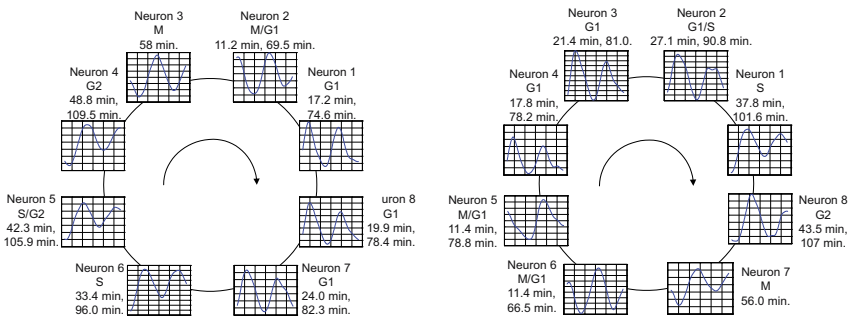 Neuron 3
M
58 min.
Neuron 2
M/G1
11.2 min, 69.5 min.
Neuron 4
G2
48.8 min,
109.5 min.
Neuron 1
G1
17.2 min,
74.6 min.
Neuron 5
S/G2
42.3 min,
105.9 min.
uron 8
G1
19.9 min,
78.4 min.
Neuron 6
S
33.4 min,
96.0 min.
Neuron 7
G1
24.0 min,
82.3 min.
Neuron 3
G1
21.4 min, 81.0.
Neuron 2
G1/S
27.1 min, 90.8 min.
Neuron 4
G1
17.8 min,
78.2 min.
Neuron 1
S
37.8 min,
101.6 min.
Neuron 5
M/G1
11.4 min,
78.8 min.
Neuron 8
G2
43.5 min,
107 min.
Neuron 6
M/G1
11.4 min,
66.5 min.
Neuron 7
M
56.0 min.